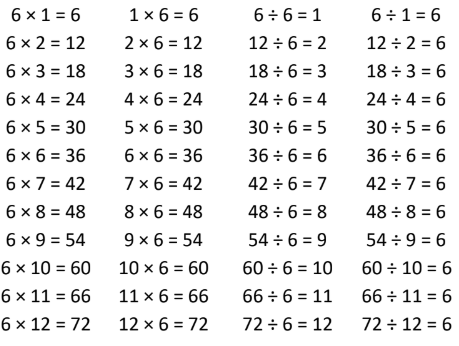 6 × 1 = 6 1 × 6 = 6 6 ÷ 6 = 1 6 ÷ 1 = 6
6 × 2 = 12 2 × 6 = 12 12 ÷ 6 = 2 12 ÷ 2 = 6
6 × 3 = 18 3 × 6 = 18 18 ÷ 6 = 3 18 ÷ 3 = 6
6 × 4 = 24 4 × 6 = 24 24 ÷ 6 = 4 24 ÷ 4 = 6
6 × 5 = 30 5 × 6 = 30 30 ÷ 6 = 5 30 ÷ 5 = 6
6 × 6 = 36 6 × 6 = 36 36 ÷ 6 = 6 36 ÷ 6 = 6
6 × 7 = 42 7 × 6 = 42 42 ÷ 6 = 7 42 ÷ 7 = 6
6 × 8 = 48 8 × 6 = 48 48 ÷ 6 = 8 48 ÷ 8 = 6
6 × 9 = 54 9 × 6 = 54 54 ÷ 6 = 9 54 ÷ 9 = 6
6 × 10 = 60 10 × 6 = 60 60 ÷ 6 = 10 60 ÷ 10 = 6
6 × 11 = 66 11 × 6 = 66 66 ÷ 6 = 11 66 ÷ 11 = 6
6 × 12 = 72 12 × 6 = 72 72 ÷ 6 = 12 72 ÷ 12 = 6